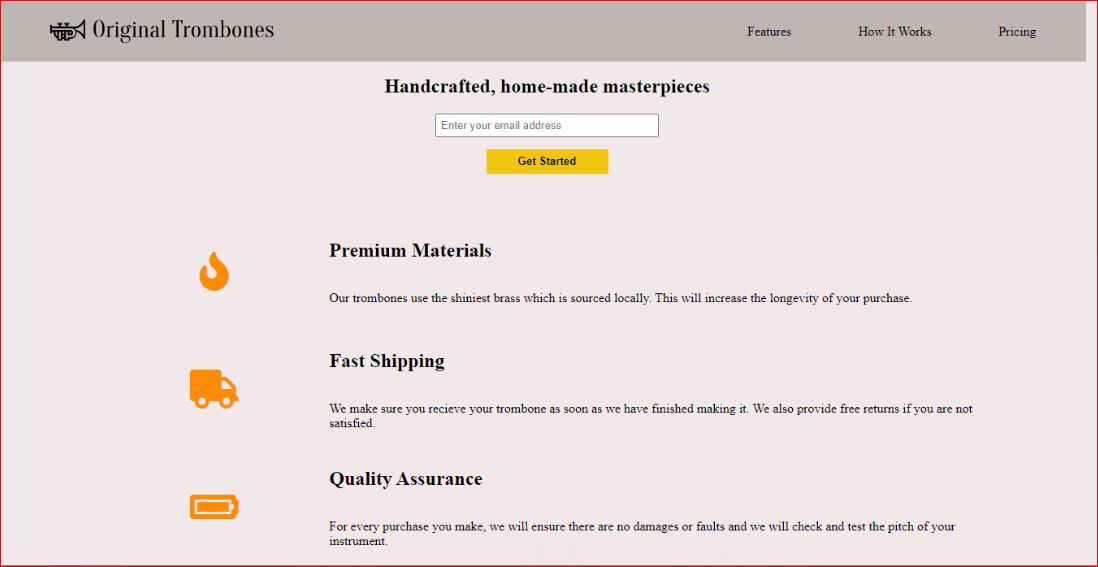 Original Trombones
Features
How It Works
Pricing
Handcrafted, home-made masterpieces
Enter your email address
Get Started
Premium Materials
Our trombones use the shiniest brass which is sourced locally. This will increase the longevity of your purchase.
Fast Shipping
We make sure you recieve your trombone as soon as we have finished making it. We also provide free returns if you are not
satisfied.
Quality Assurance
For every purchase you make, we will ensure there are no damages or faults and we will check and test the pitch of your
instrument.